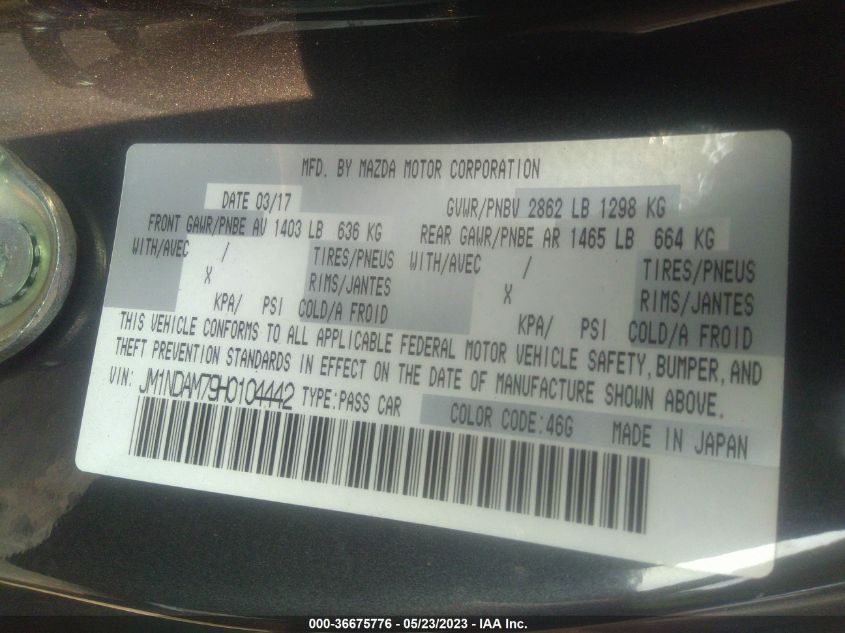 MFD. BY MAZDA MOTOR CORPORATION
DATE 03/17 GVWR/PNBV 2862 LB 1298 KG
FRONT GAWR/PNBE AV 1403 LB 636 KG REAR GAWR/PNBE AR 1465 LB 664 KG
WITH/AVEC / TIRES/PNEUS WITH/AVEC / TIRES/PNEUS
X RIMS/JANTES X RIMS/JANTES
KPA/ PSI COLD/A FROID KPA/ PSI COLD/A FROID
THIS VEHICLE CONFORMS TO ALL APPLICABLE FEDERAL MOTOR VEHICLE SAFETY, BUMPER, AND
THEFT PREVENTION STANDARDS IN EFFECT ON THE DATE OF MANUFACTURE SHOWN ABOVE.
VIN: JM1NDAM79H0104442 TYPE:PASS CAR COLOR CODE:46G MADE IN JAPAN
000-36675776 - 05/23/2023 - IAA Inc.